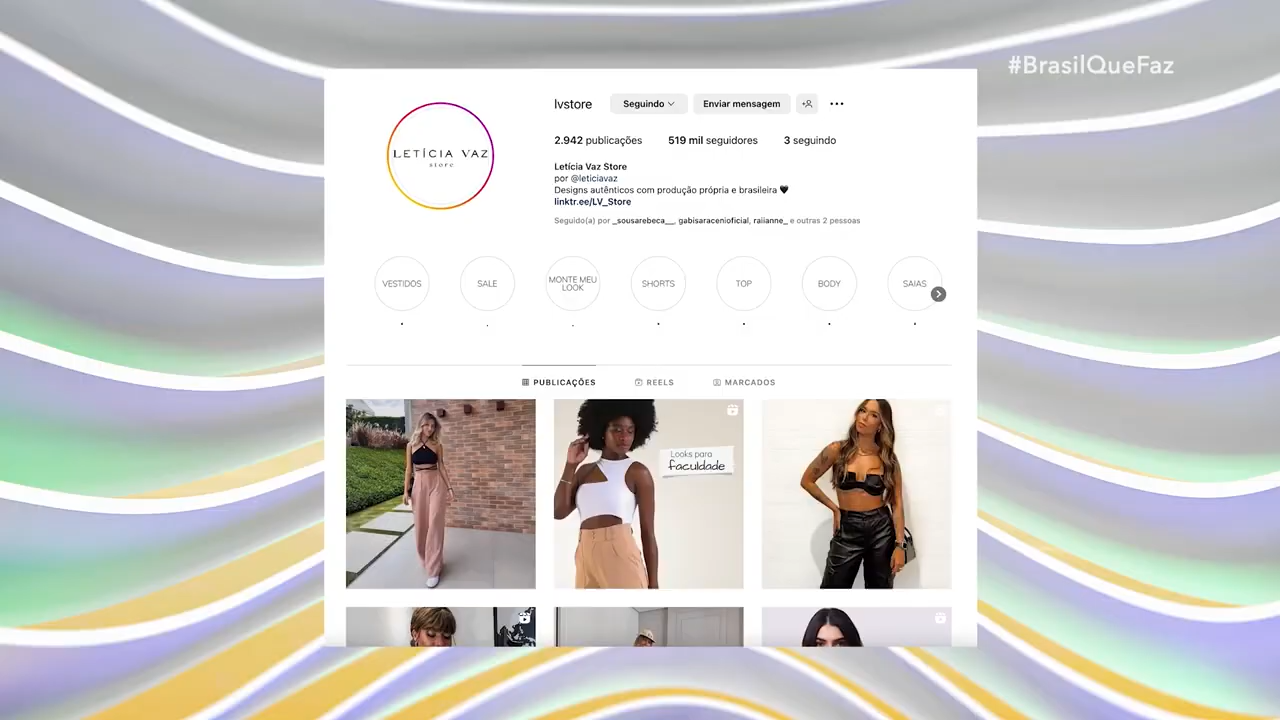 #BrasilQueFaz
lvstore
Seguindo
Enviar mensagem
2.942 publicações
519 mil seguidores
3 seguindo
LETÍCIA VAZ
store
Letícia Vaz Store
por @leticiavaz
Designs autênticos com produção própria e brasileira
linktr.ee/LV_Store
Seguido(a) por _sousarebeca__, gabisaracenioficial, raiianne_ e outras 2 pessoas
VESTIDOS
SALE
MONTE MEU
LOOK
SHORTS
TOP
BODY
SAIAS
PUBLICAÇÕES
REELS
MARCADOS
Looks para
faculdade